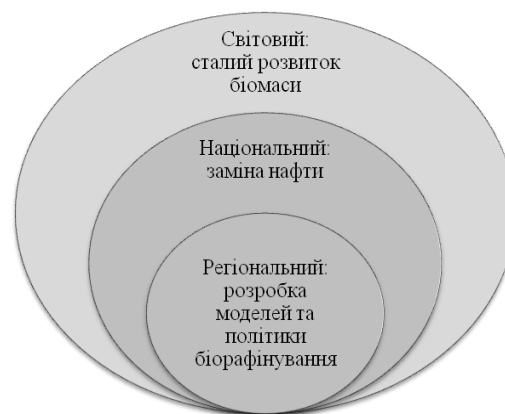 Світовий:
сталий розвиток
біомаси
Національний:
заміна нафти
Регіональний:
розробка
моделей та
політики
біорафінування